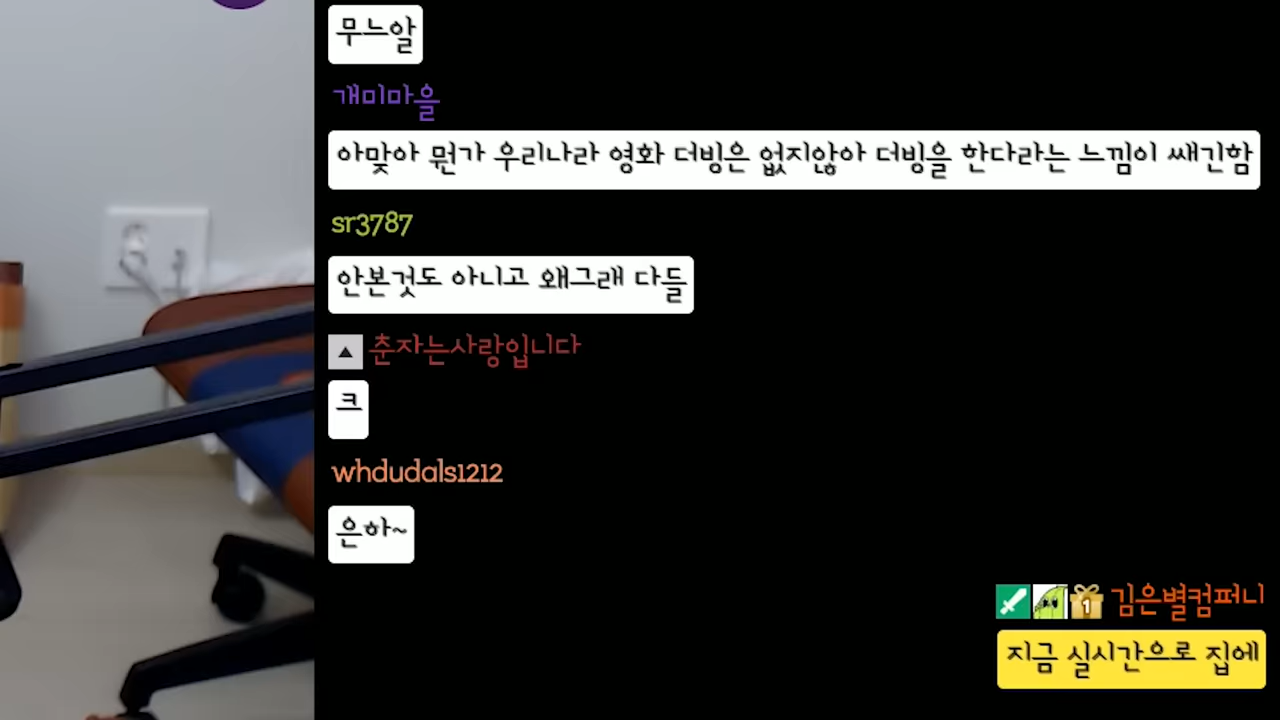 무느알
개미마을
아맞아 뭔가 우리나라 영화 더빙은 없지않아 더빙을 한다라는 느낌이 쌔긴함
sr3787
안본것도 아니고 왜그래 다들
춘자는사랑입니다
크
whdudals1212
은하~
1 김은별컴퍼니
지금 실시간으로 집에